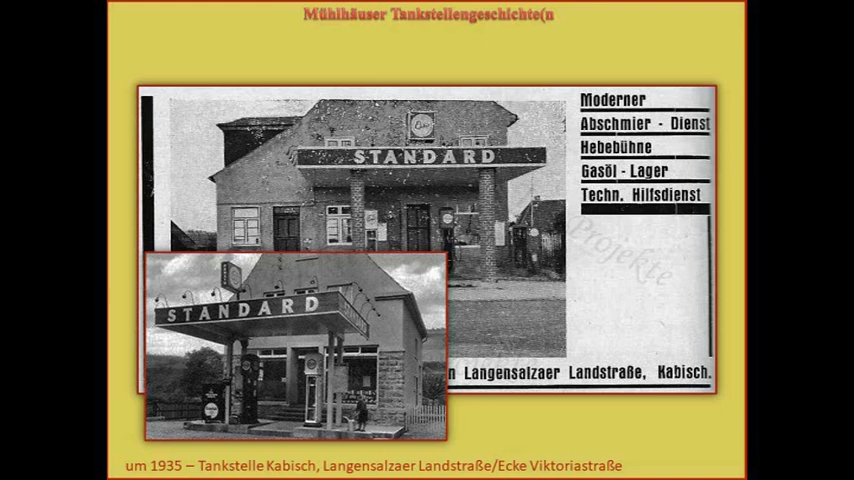 Mühlhäuser Tankstellengeschichte(n
Moderner
Abschmier - Dienst
Hebebühne
Gasöl - Lager
Techn. Hilfsdienst
Esso
STANDARD
Projekte
STANDARD
n Langensalzaer Landstraße, Kabisch.
um 1935 – Tankstelle Kabisch, Langensalzaer Landstraße/Ecke Viktoriastraße